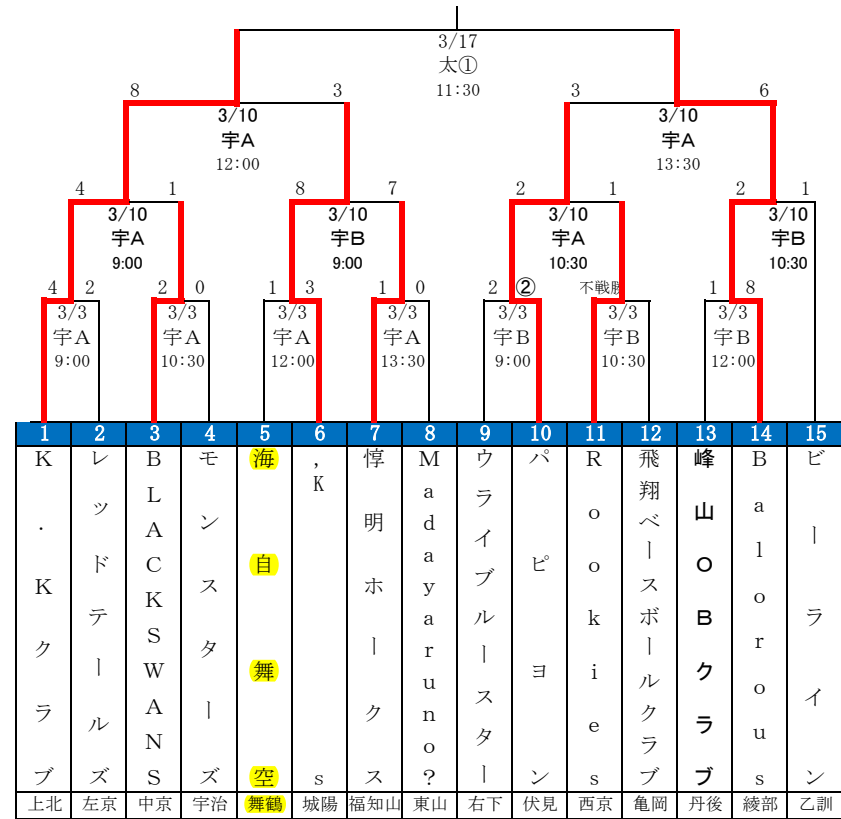 3/17
太①
11:30
8 3 3 6
3/10 3/10
宇A 宇A
12:00 13:30
4 1 8 7 2 1 2 1
3/10 3/10 3/10 3/10
宇A 宇B 宇A 宇B
9:00 9:00 10:30 10:30
4 2 2 0 1 3 1 0 2 ② 不戦勝 1 8
3/3 3/3 3/3 3/3 3/3 3/3 3/3
宇A 宇A 宇A 宇A 宇B 宇B 宇B
9:00 10:30 12:00 13:30 9:00 10:30 12:00
1 2 3 4 5 6 7 8 9 10 11 12 13 14 15
K.Kクラブ
レッドテールズ
BLACKSWANS
モンスターズ
海自舞空
,K s
惇明ホークス
Madayaruno?
ウライブルースター
パピヨン
Rookies
飛翔ベースボールクラブ
峰山OBクラブ
Balorous
ビーライン
上北 左京 中京 宇治 舞鶴 城陽 福知山 東山 右下 伏見 西京 亀岡 丹後 綾部 乙訓